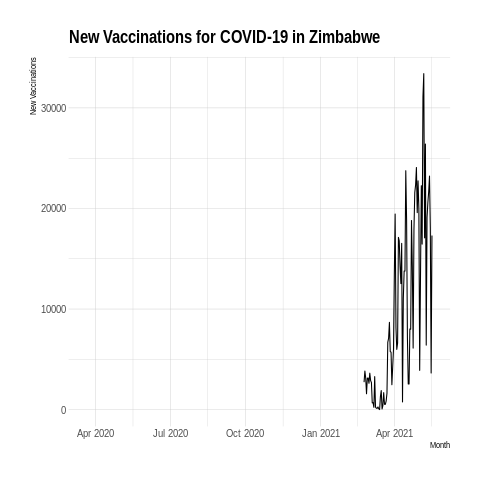 New Vaccinations for COVID-19 in Zimbabwe
New Vaccinations
30000
20000
10000
0
Apr 2020 Jul 2020 Oct 2020 Jan 2021 Apr 2021
Month